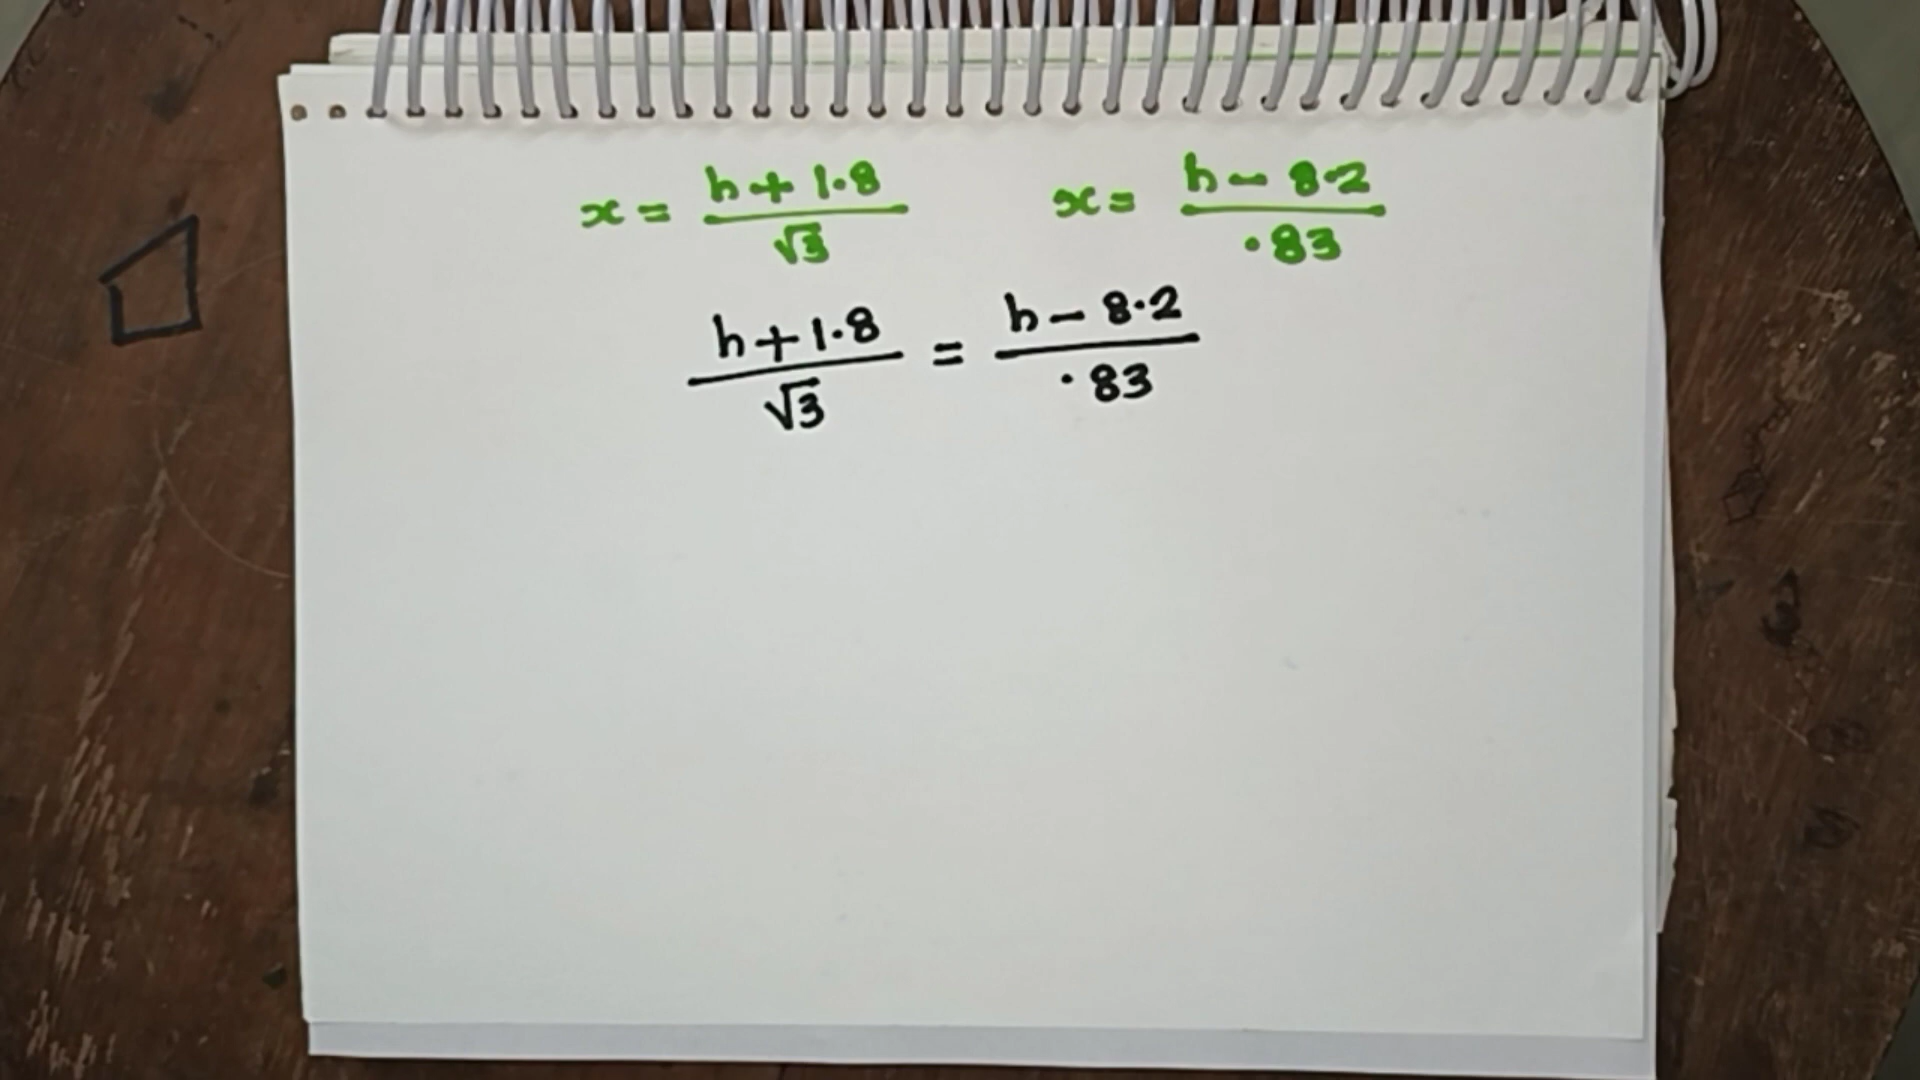 x = (h + 1.8)/√3    x = (h - 8.2)/.83
(h + 1.8)/√3 = (h - 8.2)/.83